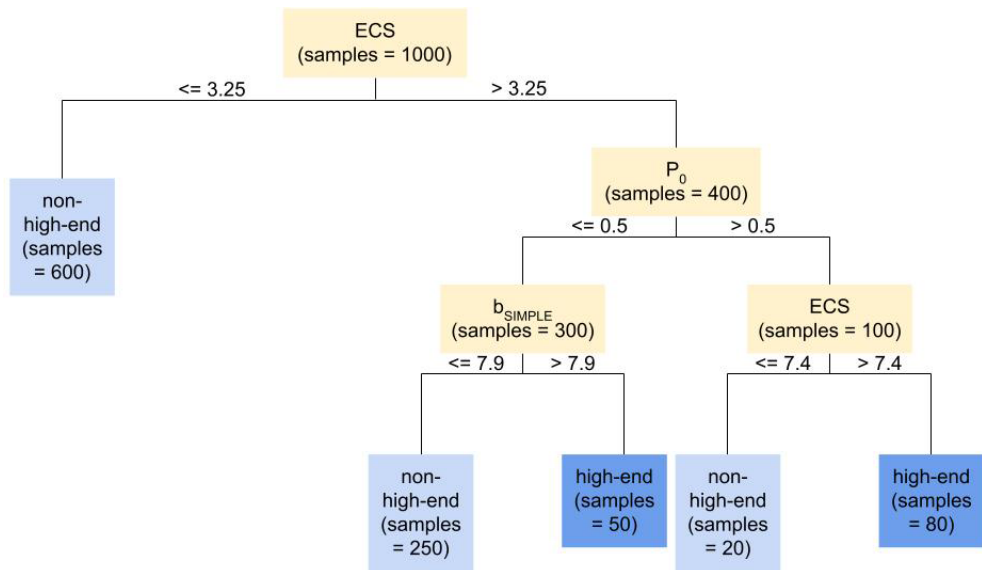 ECS
(samples = 1000)
<= 3.25
> 3.25
P₀
(samples = 400)
<= 0.5
> 0.5
non-
high-end
(samples
= 600)
b_SIMPLE
(samples = 300)
ECS
(samples = 100)
<= 7.9
> 7.9
<= 7.4
> 7.4
non-
high-end
(samples
= 250)
high-end
(samples
= 50)
non-
high-end
(samples
= 20)
high-end
(samples
= 80)